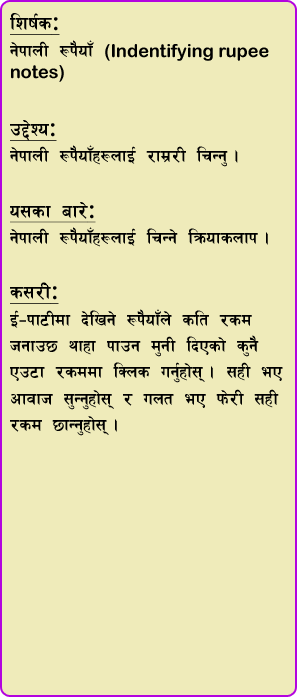 शिर्षक:
नेपाली रूपैयाँ (Indentifying rupee
notes)
उद्देश्य:
नेपाली रूपैयाँहरूलाई राम्ररी चिन्नु ।
यसका बारे:
नेपाली रूपैयाँहरूलाई चिन्ने क्रियाकलाप ।
कसरी:
ई-पाटीमा देखिने रूपैयाँले कति रकम
जनाउछ थाहा पाउन मुनी दिएको कुनै
एउटा रकममा क्लिक गर्नुहोस् । सही भए
आवाज सुन्नुहोस् र गलत भए फेरी सही
रकम छान्नुहोस् ।